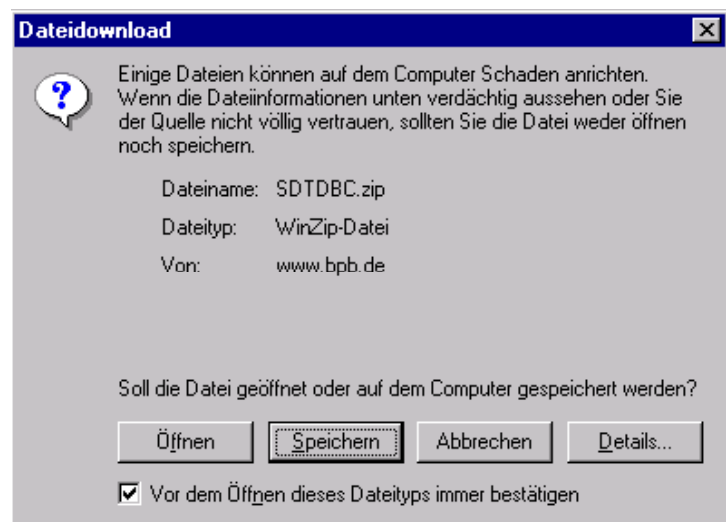 Dateidownload
Einige Dateien können auf dem Computer Schaden anrichten.
Wenn die Dateiinformationen unten verdächtig aussehen oder Sie
der Quelle nicht völlig vertrauen, sollten Sie die Datei weder öffnen
noch speichern.
Dateiname: SDTDBC.zip
Dateityp: WinZip-Datei
Von: www.bpb.de
Soll die Datei geöffnet oder auf dem Computer gespeichert werden?
Öffnen Speichern Abbrechen Details...
Vor dem Öffnen dieses Dateityps immer bestätigen